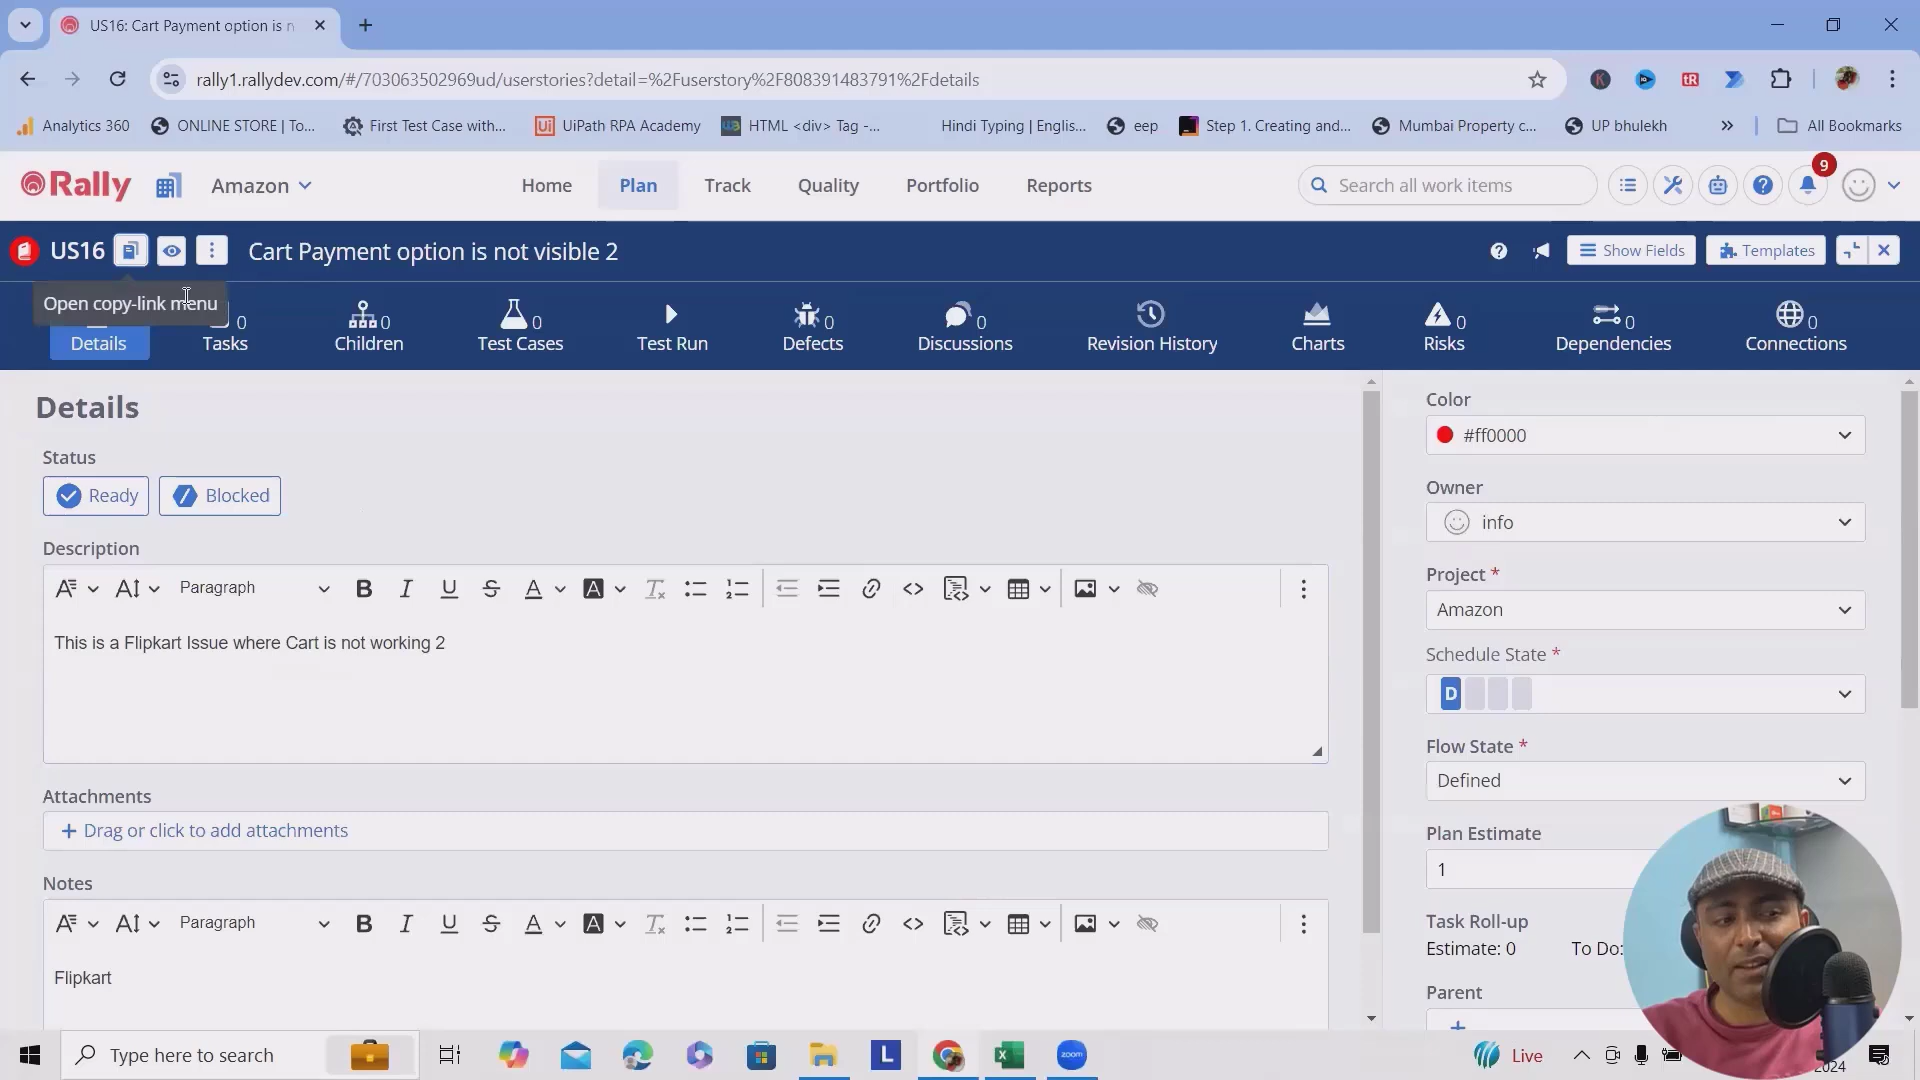 US16: Cart Payment option is n
rally1.rallydev.com/#/703063502969ud/userstories?detail=%2Fuserstory%2F808391483791%2Fdetails
Analytics 360
ONLINE STORE | To...
First Test Case with...
UiPath RPA Academy
HTML <div> Tag -...
Hindi Typing | Englis...
eep
Step 1. Creating and...
Mumbai Property c...
UP bhulekh
All Bookmarks
Rally
Amazon
Home
Plan
Track
Quality
Portfolio
Reports
Search all work items
9
US16
Cart Payment option is not visible 2
Show Fields
Templates
Open copy-link menu
Details
0
Tasks
0
Children
0
Test Cases
Test Run
0
Defects
0
Discussions
Revision History
Charts
0
Risks
0
Dependencies
0
Connections
Details
Status
Ready
Blocked
Description
Paragraph
This is a Flipkart Issue where Cart is not working 2
Attachments
+ Drag or click to add attachments
Notes
Paragraph
Flipkart
Color
#ff0000
Owner
info
Project *
Amazon
Schedule State *
D
Flow State *
Defined
Plan Estimate
1
Task Roll-up
Estimate: 0
To Do:
Parent
+
Type here to search
L
zoom
Live
2024